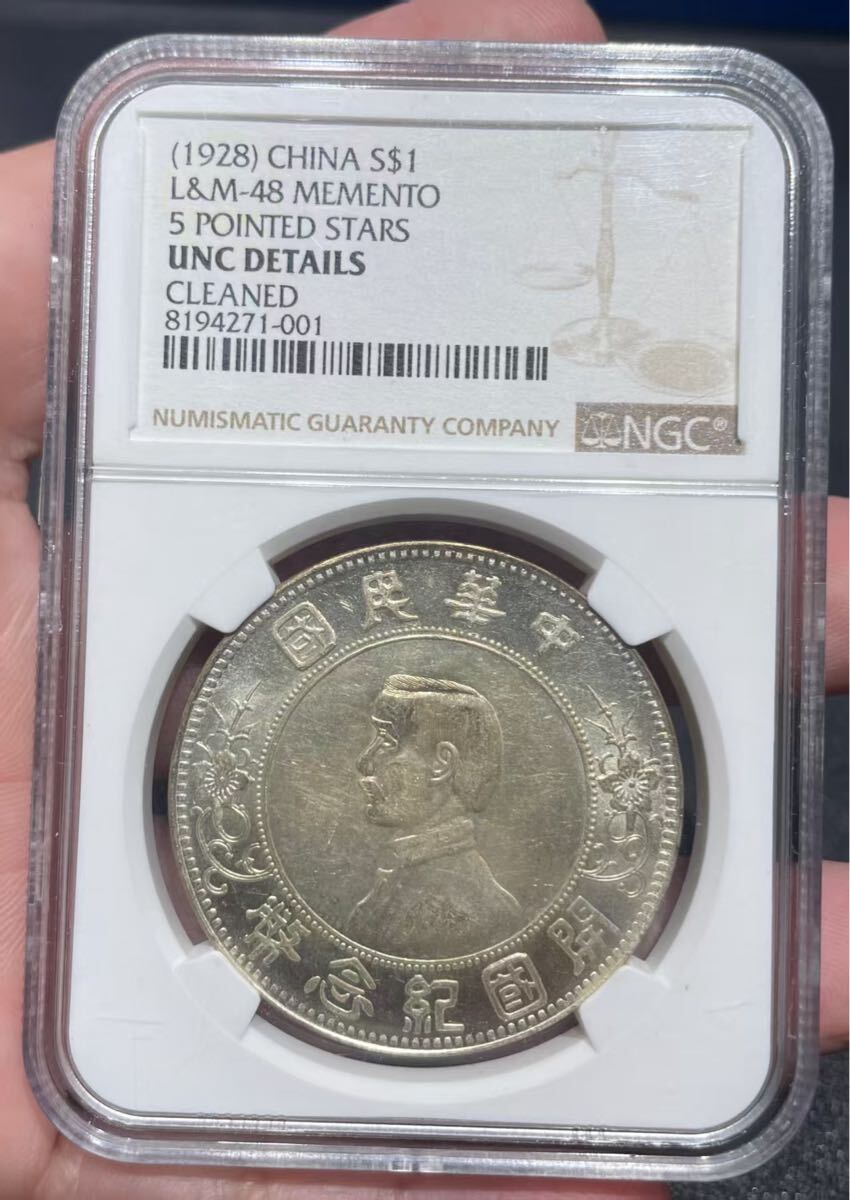 (1928) CHINA S$1
L&M-48 MEMENTO
5 POINTED STARS
UNC DETAILS
CLEANED
8194271-001
NUMISMATIC GUARANTY COMPANY NGC®
中華民國
開國紀念幣